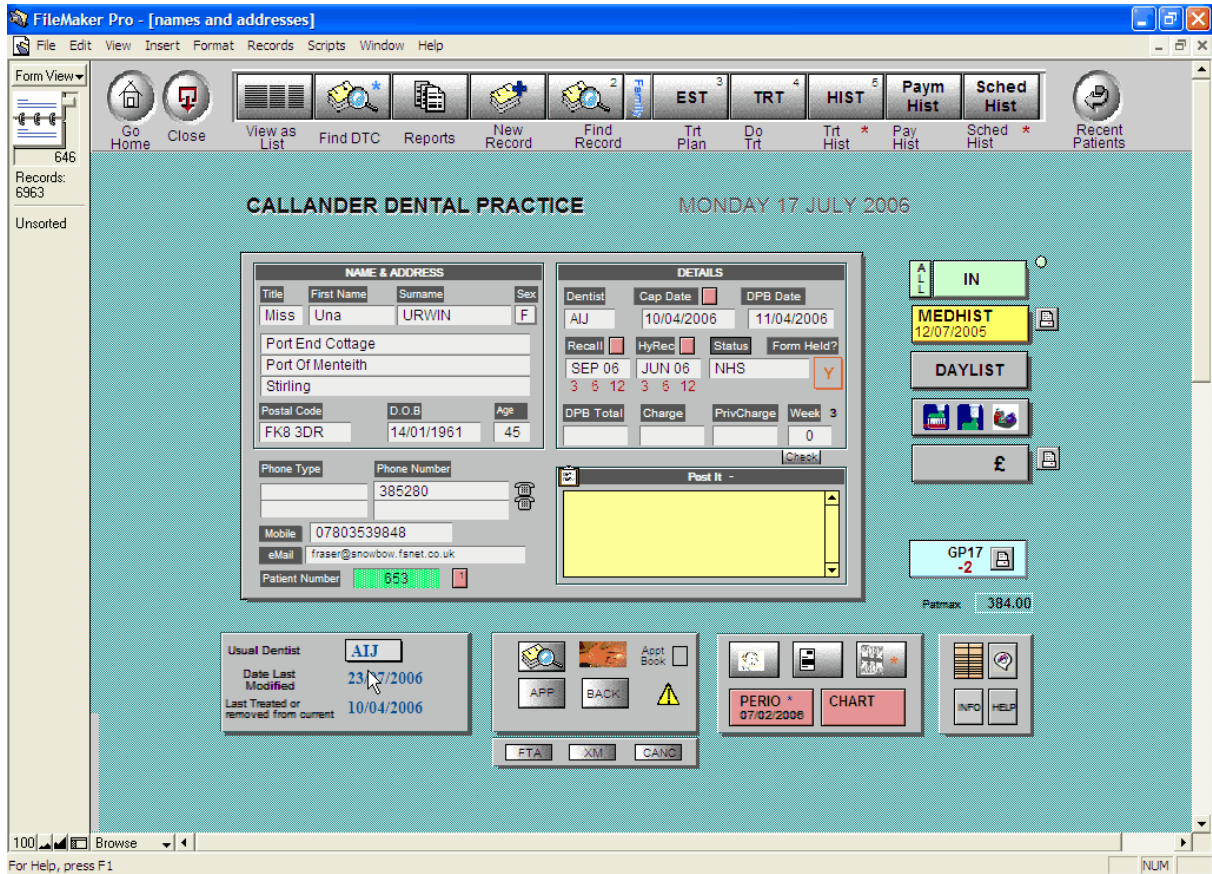 FileMaker Pro - [names and addresses]
File Edit View Insert Format Records Scripts Window Help
Form View
646
Records:
6963
Unsorted
2 Family EST 3 TRT 4 HIST 5 Paym Hist Sched Hist
Go Home Close View as List Find DTC Reports New Record Find Record Trt Plan Do Trt Trt Hist * Pay Hist Sched Hist * Recent Patients
CALLANDER DENTAL PRACTICE MONDAY 17 JULY 2006
NAME & ADDRESS
Title First Name Surname Sex
Miss Una URWIN F
Port End Cottage
Port Of Menteith
Stirling
Postal Code D.O.B Age
FK8 3DR 14/01/1961 45
Phone Type Phone Number
385280
Mobile 07803539848
eMail fraser@snowbow.fsnet.co.uk
Patient Number 653 1
DETAILS
Dentist Cap Date DPB Date
AIJ 10/04/2006 11/04/2006
Recall HyRec Status Form Held?
SEP 06 JUN 06 NHS Y
3 6 12 3 6 12
DPB Total Charge PrivCharge Week 3
0
Check
Post It -
ALL IN
MEDHIST
12/07/2005
DAYLIST
£
GP17
-2
Patmax 384.00
Usual Dentist AIJ
Date Last Modified 23/07/2006
Last Treated or removed from current 10/04/2006
Appt Book
APP BACK
FTA XM CANC
PERIO *
07/02/2006
CHART
INFO HELP
100 Browse
For Help, press F1
NUM